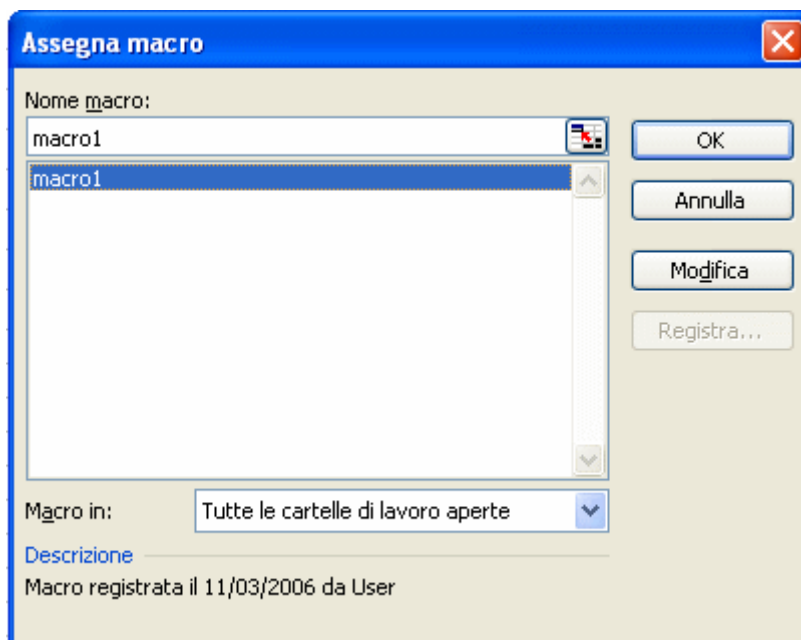 Assegna macro
Nome macro:
macro1
macro1
OK
Annulla
Modifica
Registra...
Macro in:
Tutte le cartelle di lavoro aperte
Descrizione
Macro registrata il 11/03/2006 da User